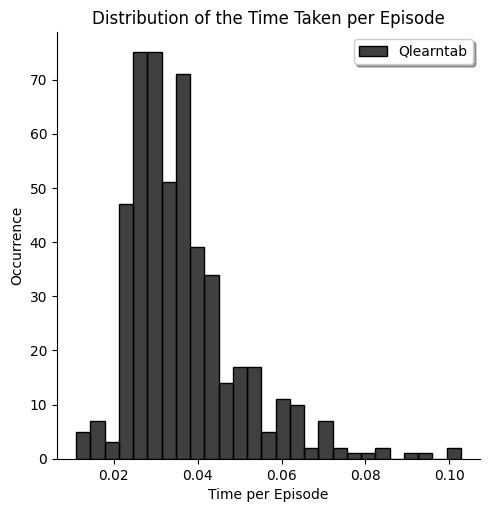 Distribution of the Time Taken per Episode
Qlearntab
70
60
50
40
30
20
10
0
Occurrence
0.02 0.04 0.06 0.08 0.10
Time per Episode